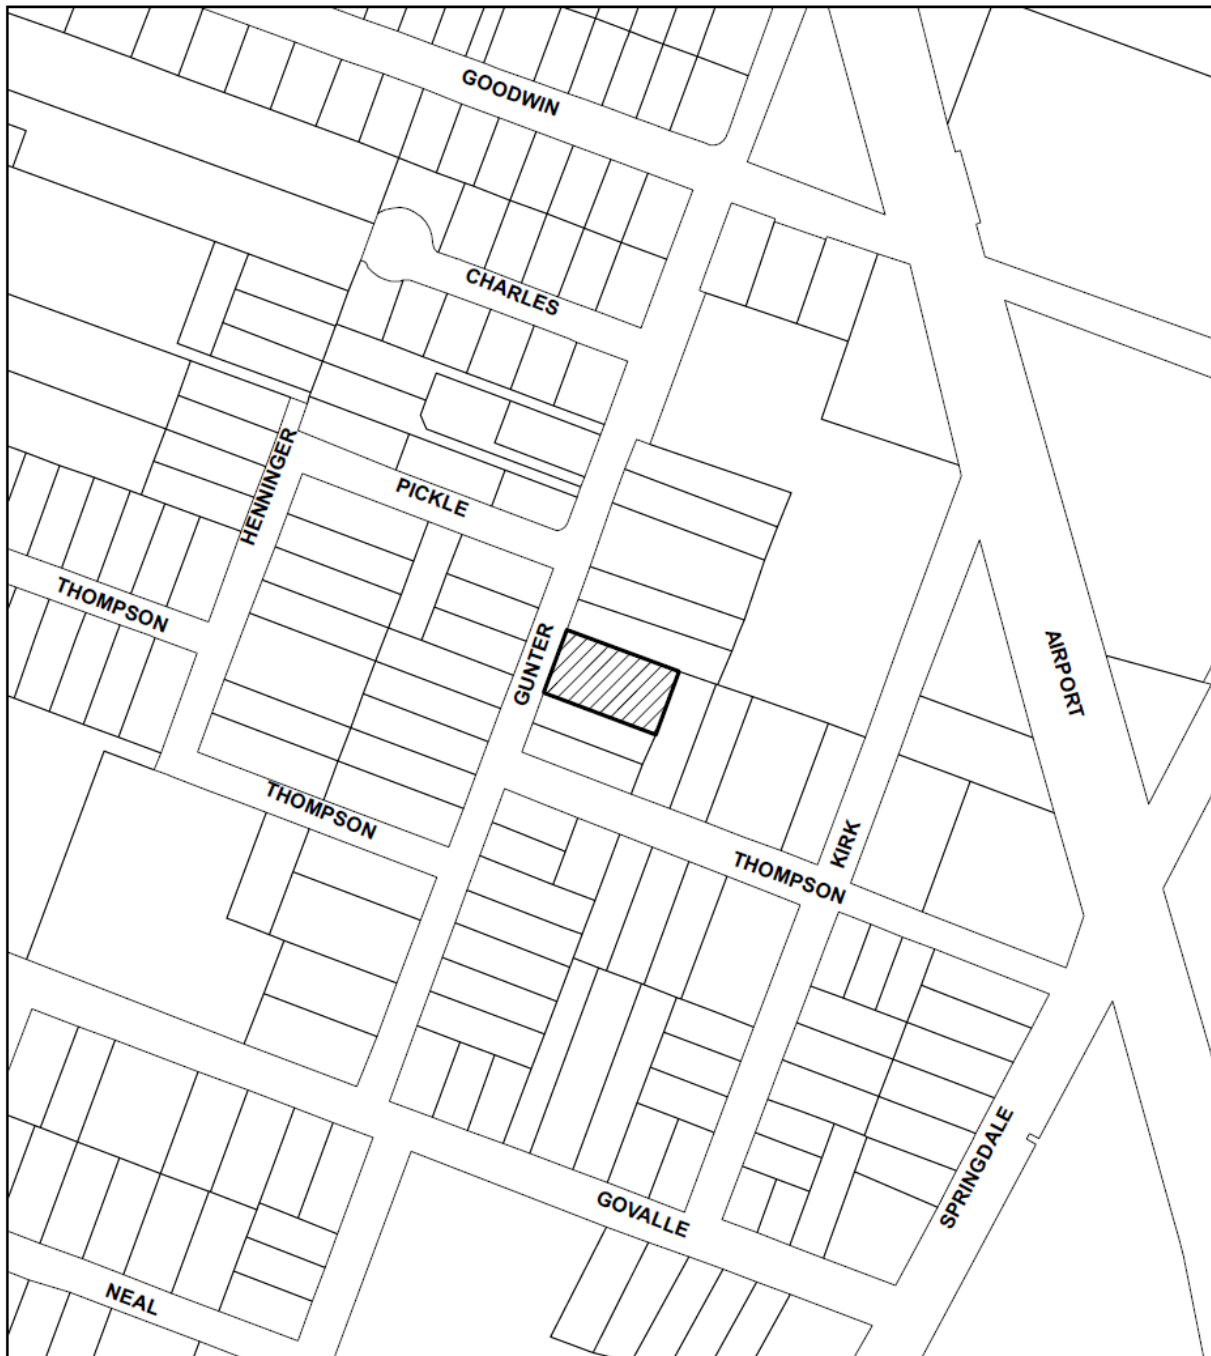 GOODWIN
CHARLES
HENNINGER
PICKLE
THOMPSON
GUNTER
AIRPORT
THOMPSON
KIRK
THOMPSON
SPRINGDALE
GOVALLE
NEAL